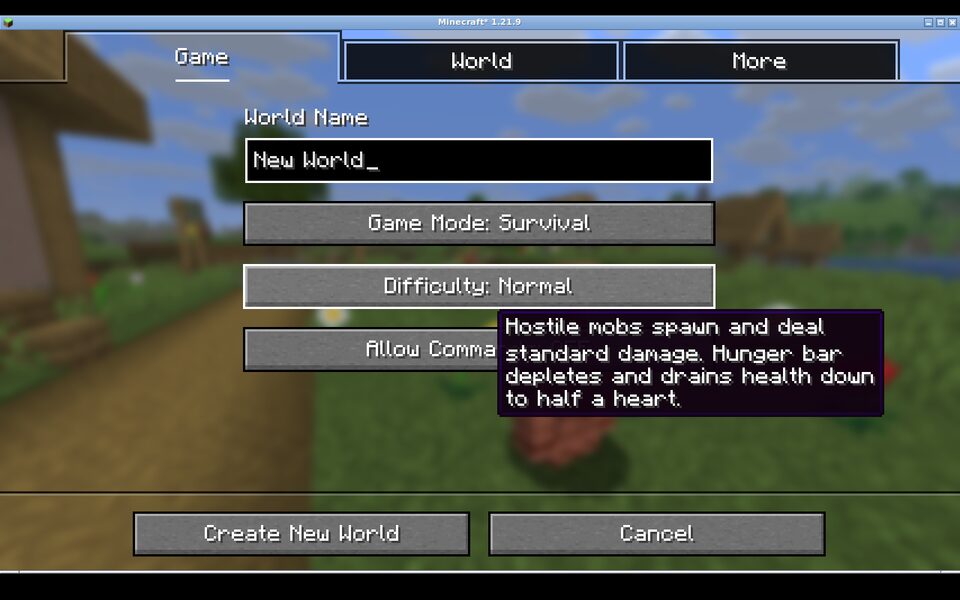 Minecraft* 1.21.9
Game
World
More
World Name
New World_
Game Mode: Survival
Difficulty: Normal
Hostile mobs spawn and deal
standard damage. Hunger bar
depletes and drains health down
to half a heart.
Allow Comma
Create New World
Cancel